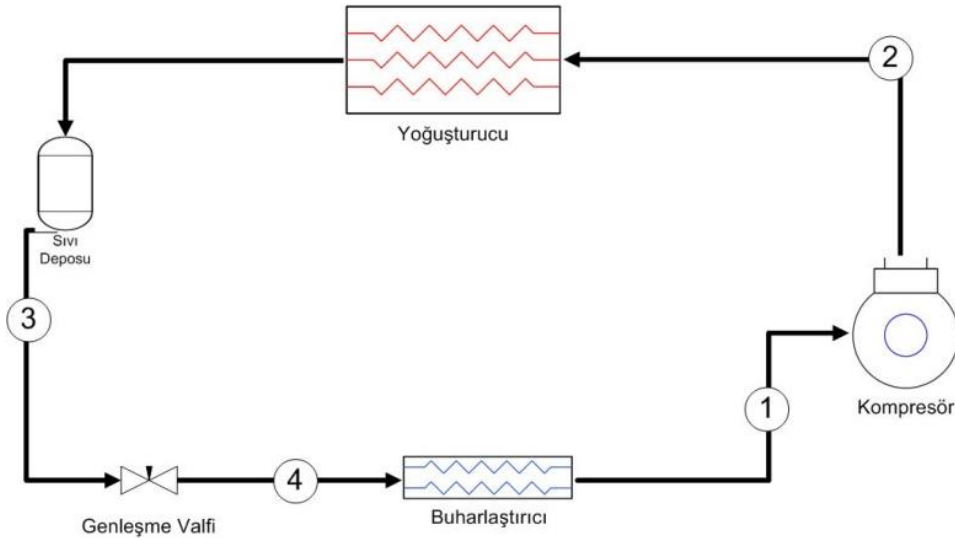 2
Yoğuşturucu
Sıvı
Deposu
3
1
Kompresör
4
Genleşme Valfi
Buharlaştırıcı